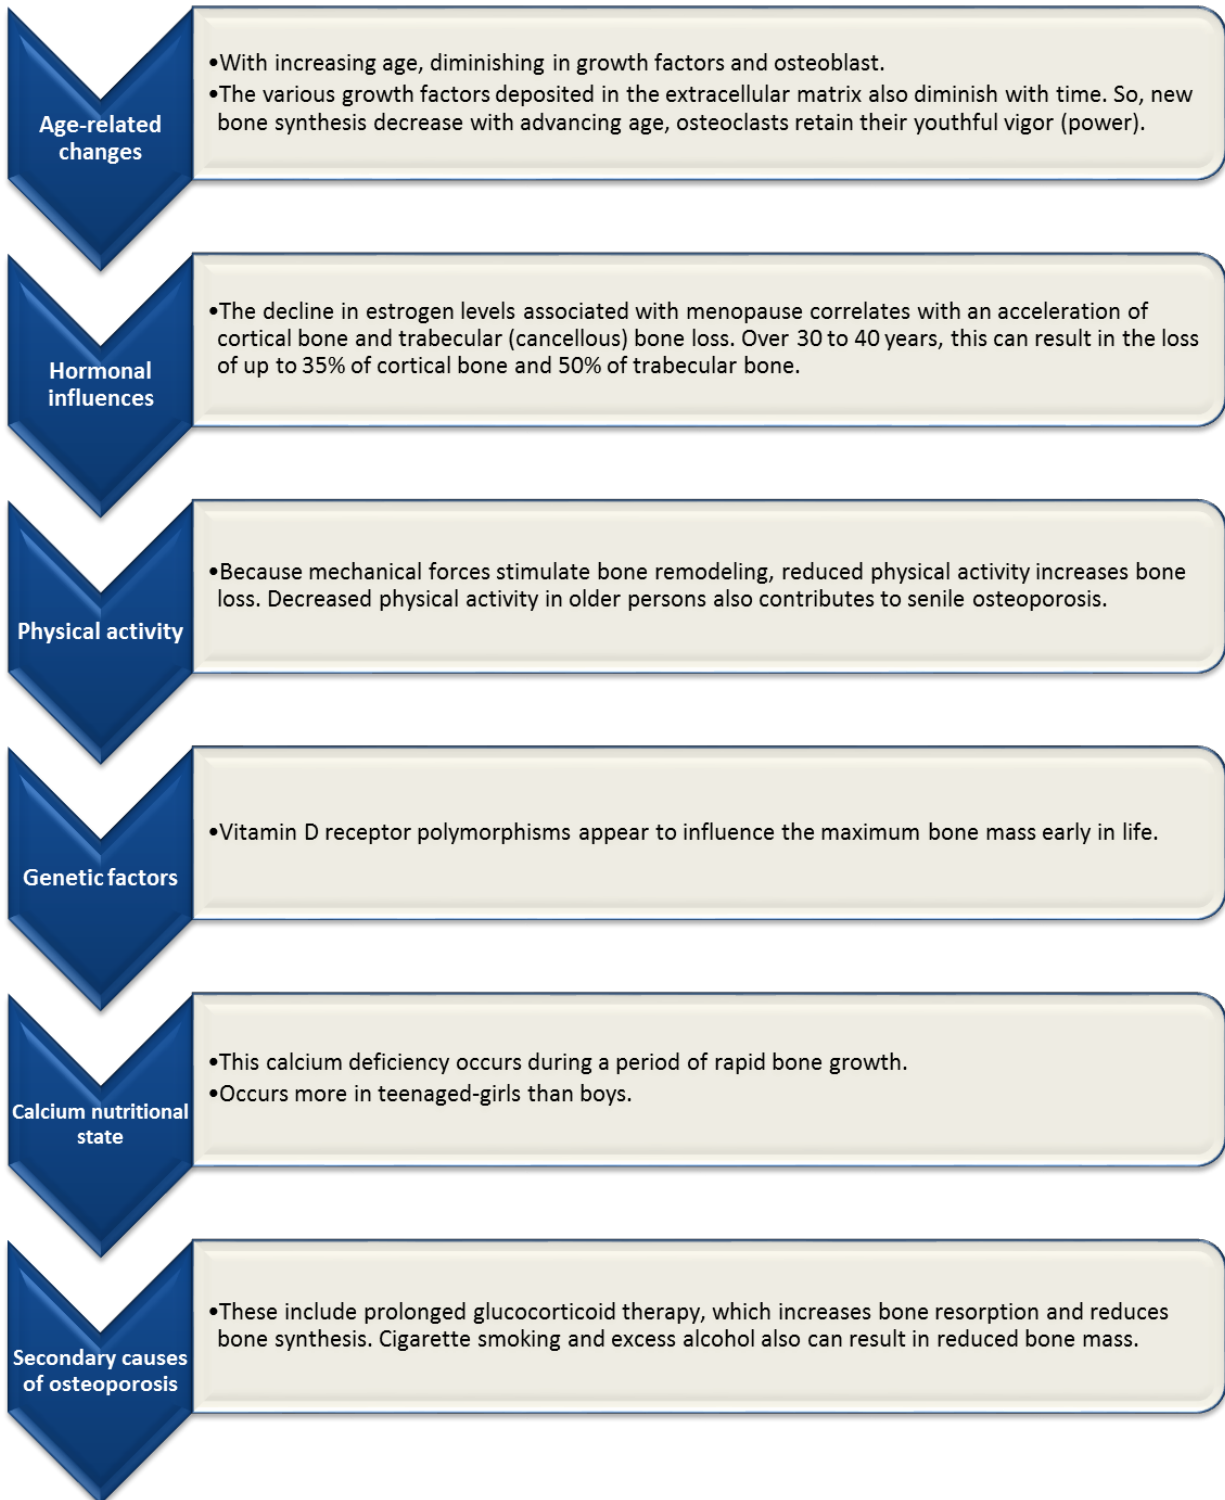 Age-related
changes
•With increasing age, diminishing in growth factors and osteoblast.
•The various growth factors deposited in the extracellular matrix also diminish with time. So, new
bone synthesis decrease with advancing age, osteoclasts retain their youthful vigor (power).
Hormonal
influences
•The decline in estrogen levels associated with menopause correlates with an acceleration of
cortical bone and trabecular (cancellous) bone loss. Over 30 to 40 years, this can result in the loss
of up to 35% of cortical bone and 50% of trabecular bone.
Physical activity
•Because mechanical forces stimulate bone remodeling, reduced physical activity increases bone
loss. Decreased physical activity in older persons also contributes to senile osteoporosis.
Genetic factors
•Vitamin D receptor polymorphisms appear to influence the maximum bone mass early in life.
Calcium nutritional
state
•This calcium deficiency occurs during a period of rapid bone growth.
•Occurs more in teenaged-girls than boys.
Secondary causes
of osteoporosis
•These include prolonged glucocorticoid therapy, which increases bone resorption and reduces
bone synthesis. Cigarette smoking and excess alcohol also can result in reduced bone mass.